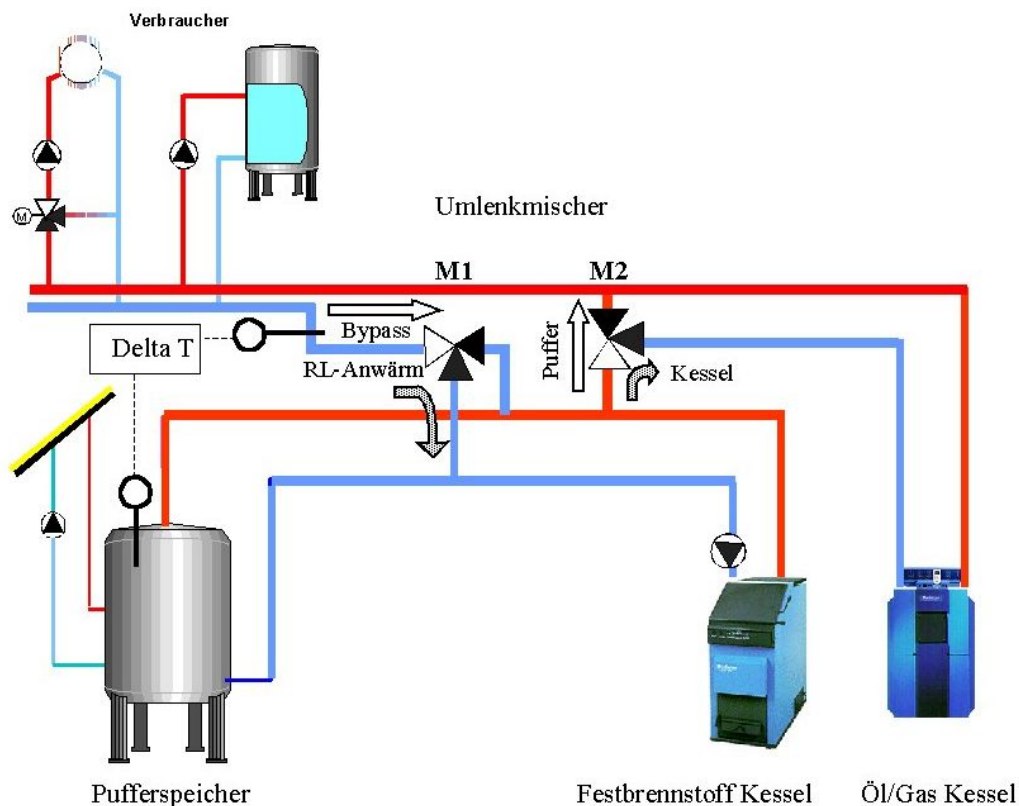 Verbraucher
M
Umlenkmischer
M1
M2
Bypass
Delta T
RL-Anwärm
Puffer
Kessel
Pufferspeicher
Festbrennstoff Kessel
Öl/Gas Kessel